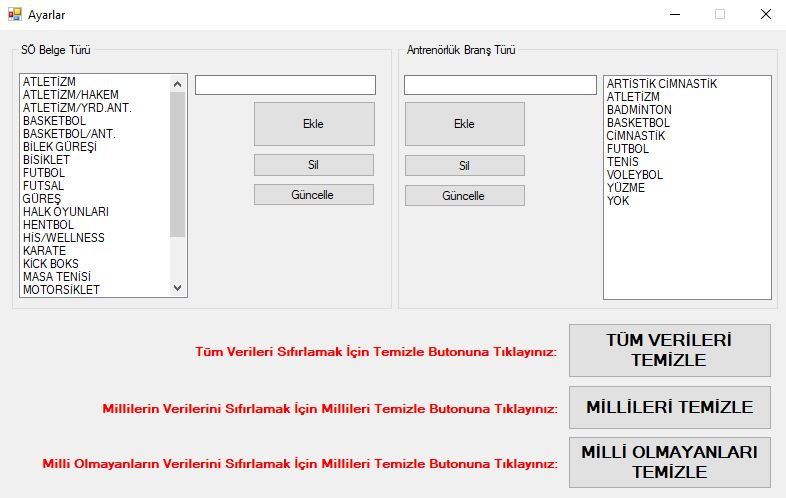 Ayarlar
SÖ Belge Türü
ATLETİZM
ATLETİZM/HAKEM
ATLETİZM/YRD.ANT.
BASKETBOL
BASKETBOL/ANT.
BİLEK GÜREŞİ
BİSİKLET
FUTBOL
FUTSAL
GÜREŞ
HALK OYUNLARI
HENTBOL
HİS/WELLNESS
KARATE
KİCK BOKS
MASA TENİSİ
MOTORSİKLET
Ekle
Sil
Güncelle
Antrenörlük Branş Türü
Ekle
Sil
Güncelle
ARTİSTİK CİMNASTİK
ATLETİZM
BADMİNTON
BASKETBOL
CİMNASTİK
FUTBOL
TENİS
VOLEYBOL
YÜZME
YOK
Tüm Verileri Sıfırlamak İçin Temizle Butonuna Tıklayınız:
TÜM VERİLERİ
TEMİZLE
Millilerin Verilerini Sıfırlamak İçin Millileri Temizle Butonuna Tıklayınız:
MİLLİLERİ TEMİZLE
Milli Olmayanların Verilerini Sıfırlamak İçin Millileri Temizle Butonuna Tıklayınız:
MİLLİ OLMAYANLARI
TEMİZLE